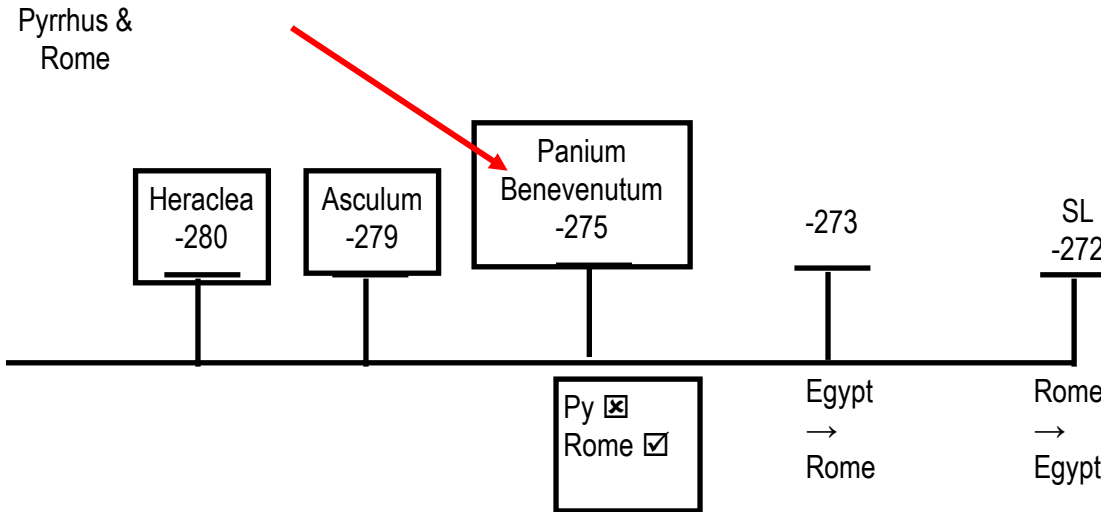 Pyrrhus &
Rome
Heraclea
-280
Asculum
-279
Panium
Benevenutum
-275
-273
SL
-272
Py ☒
Rome ☑
Egypt
→
Rome
Rome
→
Egypt